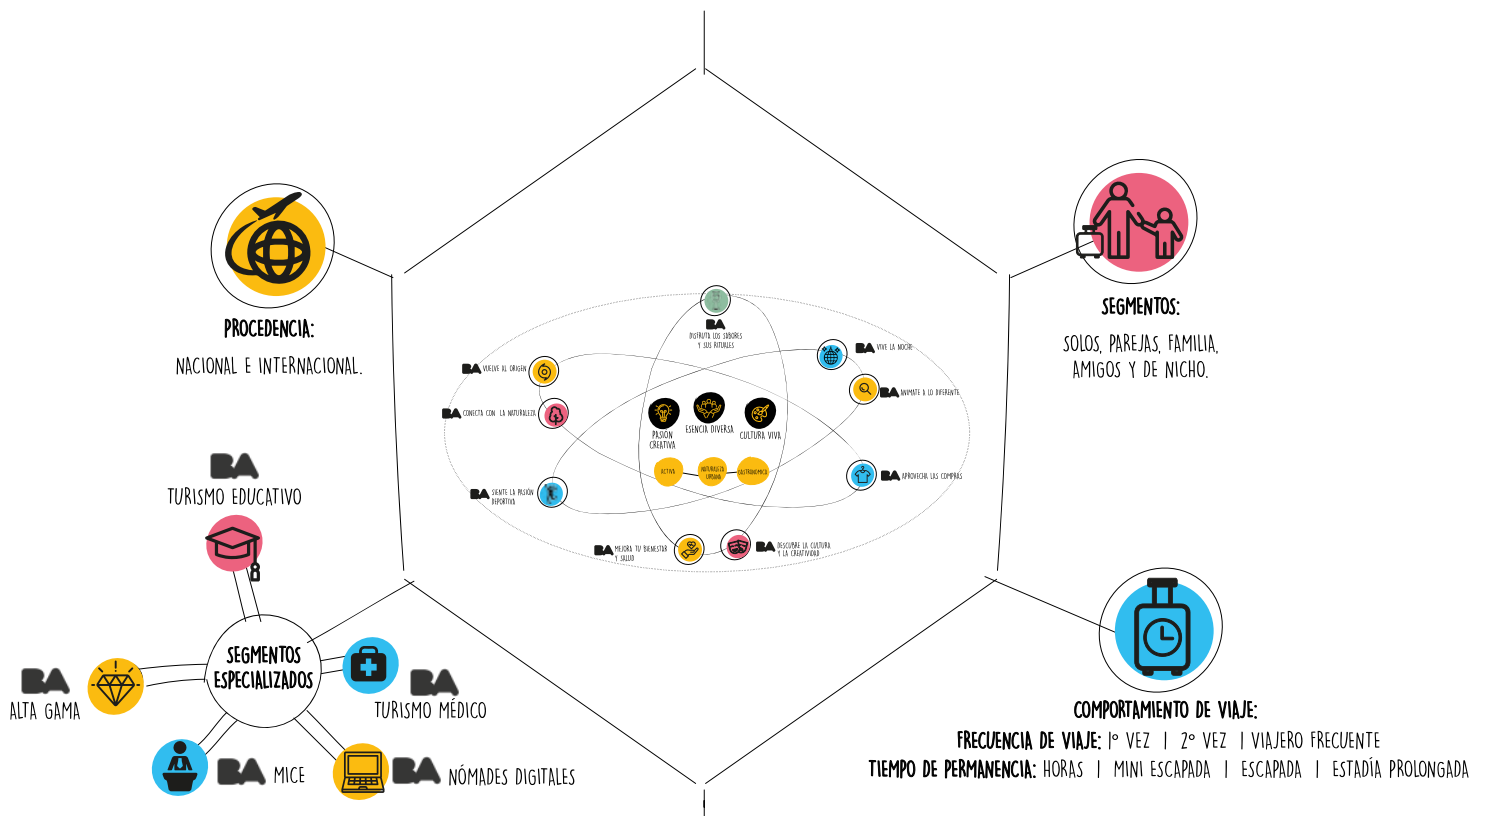 PROCEDENCIA:
NACIONAL E INTERNACIONAL.
SEGMENTOS:
SOLOS, PAREJAS, FAMILIA,
AMIGOS Y DE NICHO.
BA
DISFRUTA LOS SABORES
Y SUS RITUALES
BA VIVE LA NOCHE
BA VUELVE AL ORIGEN
BA ANIMATE A LO DIFERENTE
BA CONECTA CON LA NATURALEZA
PASION
CREATIVA
ESENCIA DIVERSA
CULTURA VIVA
ACTIVA
NATURALEZA
URBANA
GASTRONOMICA
BA APROVECHA LAS COMPRAS
BA SIENTE LA PASIÓN
DEPORTIVA
BA MEJORA TU BIENESTAR
Y SALUD
BA DESCUBRE LA CULTURA
Y LA CREATIVIDAD
BA
TURISMO EDUCATIVO
SEGMENTOS
ESPECIALIZADOS
BA
ALTA GAMA
BA
TURISMO MÉDICO
BA MICE
BA NÓMADES DIGITALES
COMPORTAMIENTO DE VIAJE:
FRECUENCIA DE VIAJE: 1° VEZ | 2° VEZ | VIAJERO FRECUENTE
TIEMPO DE PERMANENCIA: HORAS | MINI ESCAPADA | ESCAPADA | ESTADÍA PROLONGADA